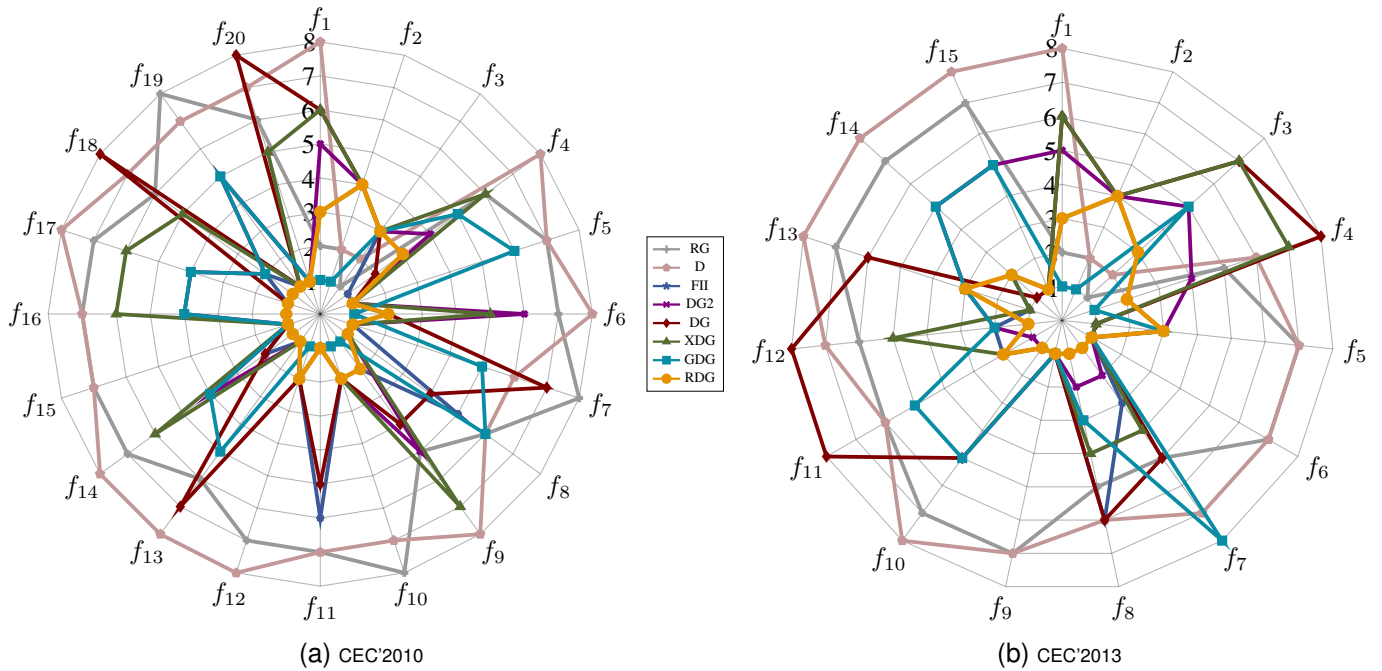 f1
f2
f3
f4
f5
f6
f7
f8
f9
f10
f11
f12
f13
f14
f15
f16
f17
f18
f19
f20
8
7
6
5
4
3
2
1
(a) CEC'2010
RG
D
FII
DG2
DG
XDG
GDG
RDG
f1
f2
f3
f4
f5
f6
f7
f8
f9
f10
f11
f12
f13
f14
f15
8
7
6
5
4
3
2
1
(b) CEC'2013